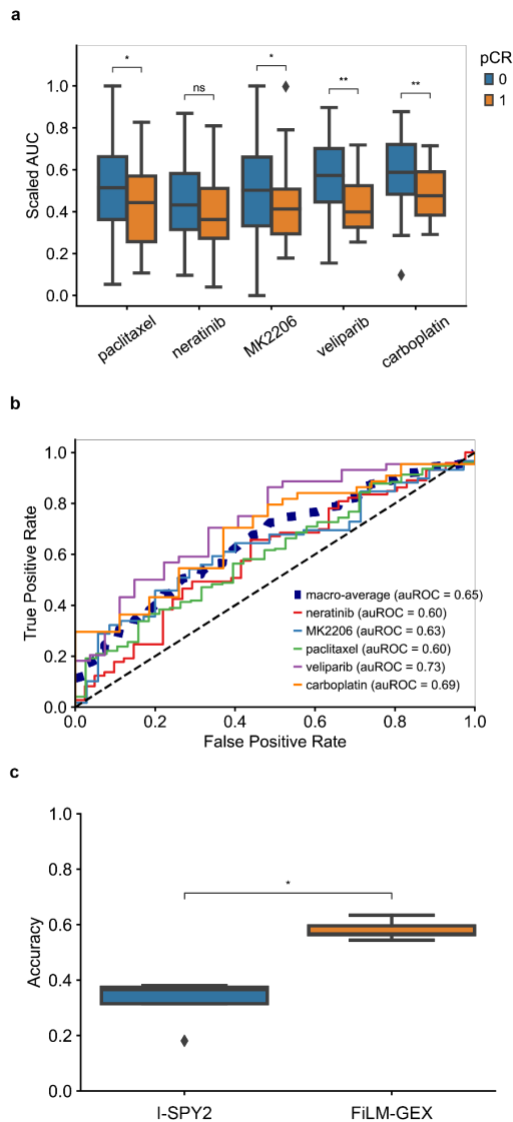 a
pCR
0
1
* ns * ** **
Scaled AUC
1.0
0.8
0.6
0.4
0.2
0.0
paclitaxel neratinib MK2206 veliparib carboplatin
b
True Positive Rate
1.0
0.8
0.6
0.4
0.2
0.0
macro-average (auROC = 0.65)
neratinib (auROC = 0.60)
MK2206 (auROC = 0.63)
paclitaxel (auROC = 0.60)
veliparib (auROC = 0.73)
carboplatin (auROC = 0.69)
0.0 0.2 0.4 0.6 0.8 1.0
False Positive Rate
c
Accuracy
1.0
0.8
0.6
0.4
0.2
0.0
*
I-SPY2 FiLM-GEX